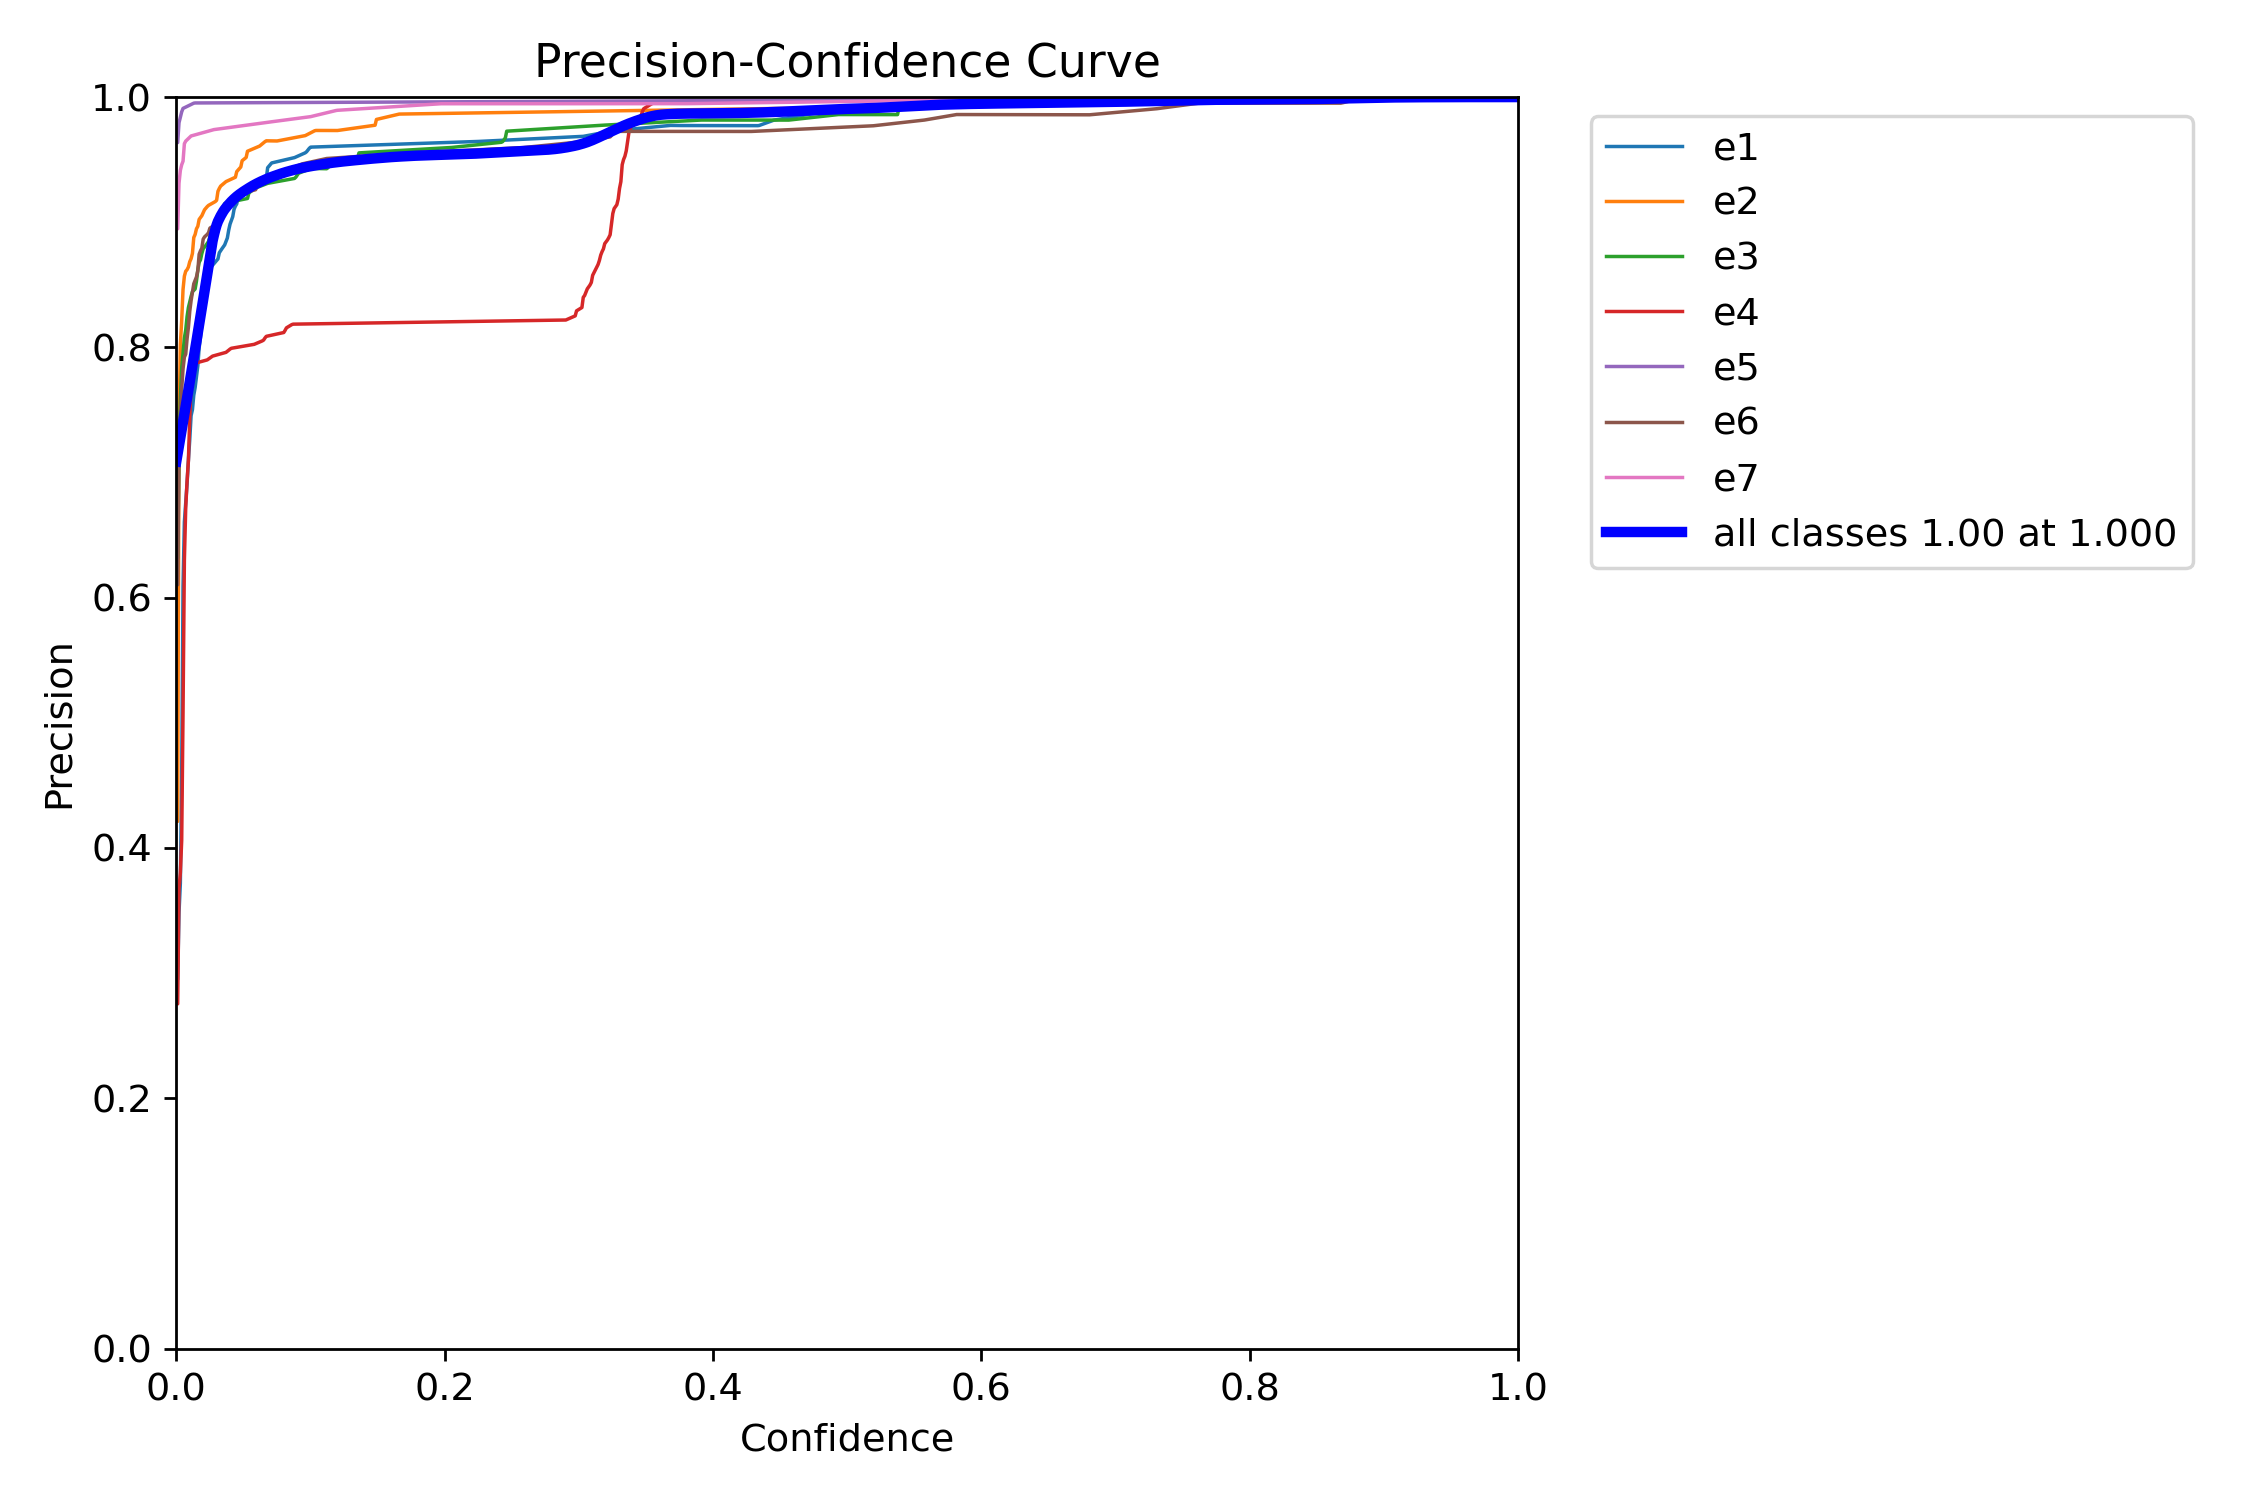 Precision-Confidence Curve
1.0
0.8
0.6
0.4
0.2
0.0
Precision
0.0 0.2 0.4 0.6 0.8 1.0
Confidence
e1
e2
e3
e4
e5
e6
e7
all classes 1.00 at 1.000